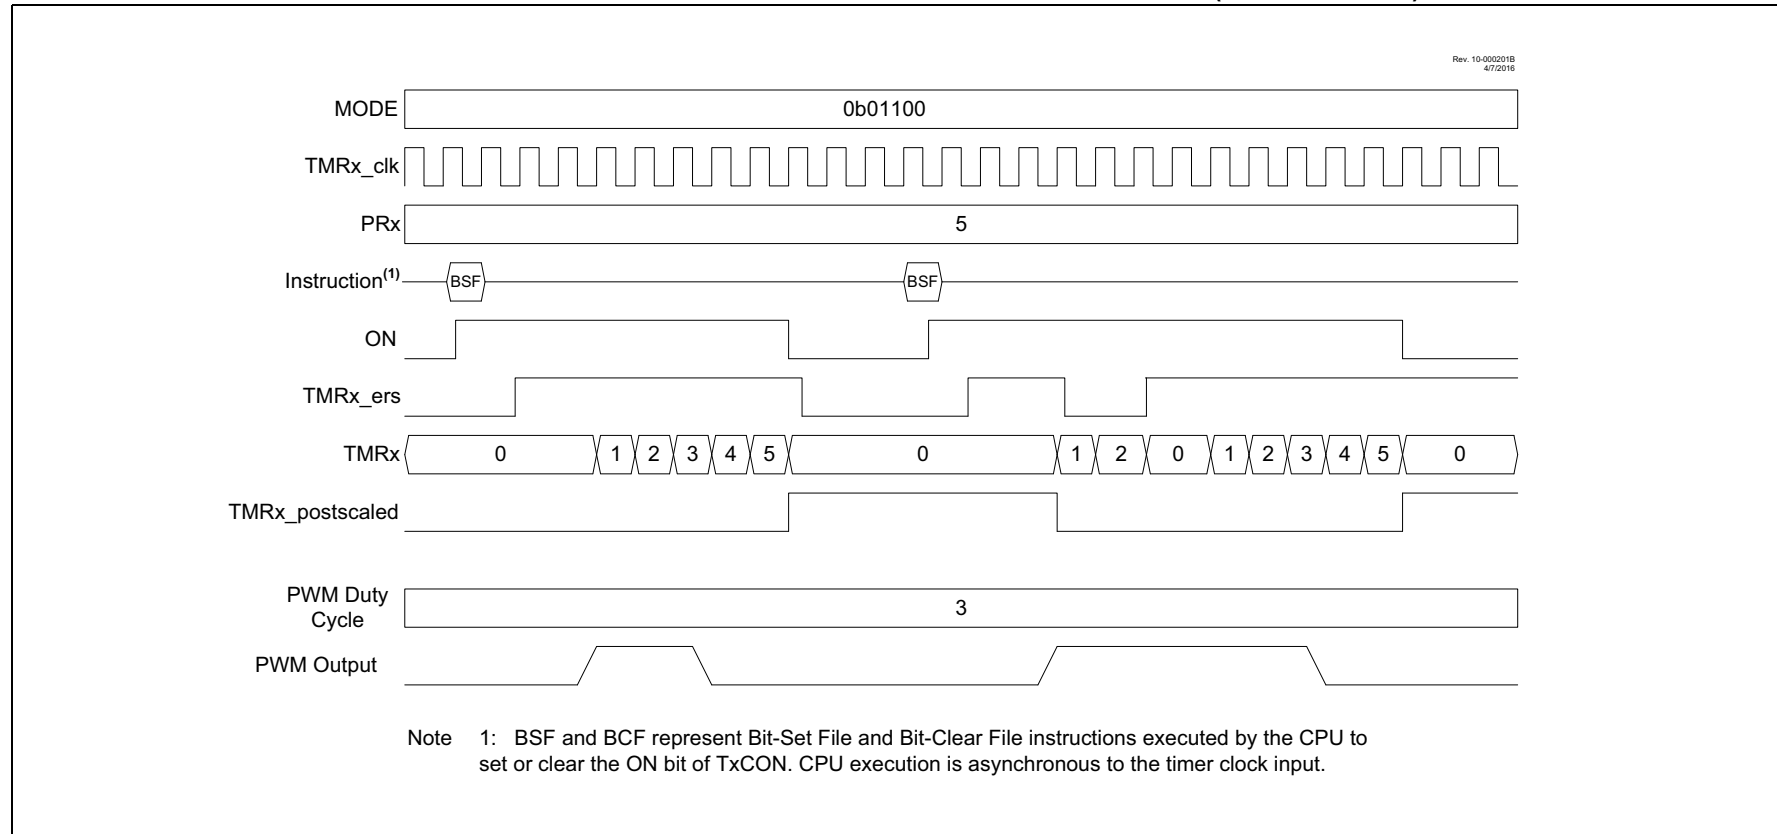 Rev. 10-000201B
4/7/2016
MODE 0b01100
TMRx_clk
PRx 5
Instruction(1) BSF BSF
ON
TMRx_ers
TMRx 0 1 2 3 4 5 0 1 2 0 1 2 3 4 5 0
TMRx_postscaled
PWM Duty
Cycle 3
PWM Output
Note 1: BSF and BCF represent Bit-Set File and Bit-Clear File instructions executed by the CPU to
set or clear the ON bit of TxCON. CPU execution is asynchronous to the timer clock input.